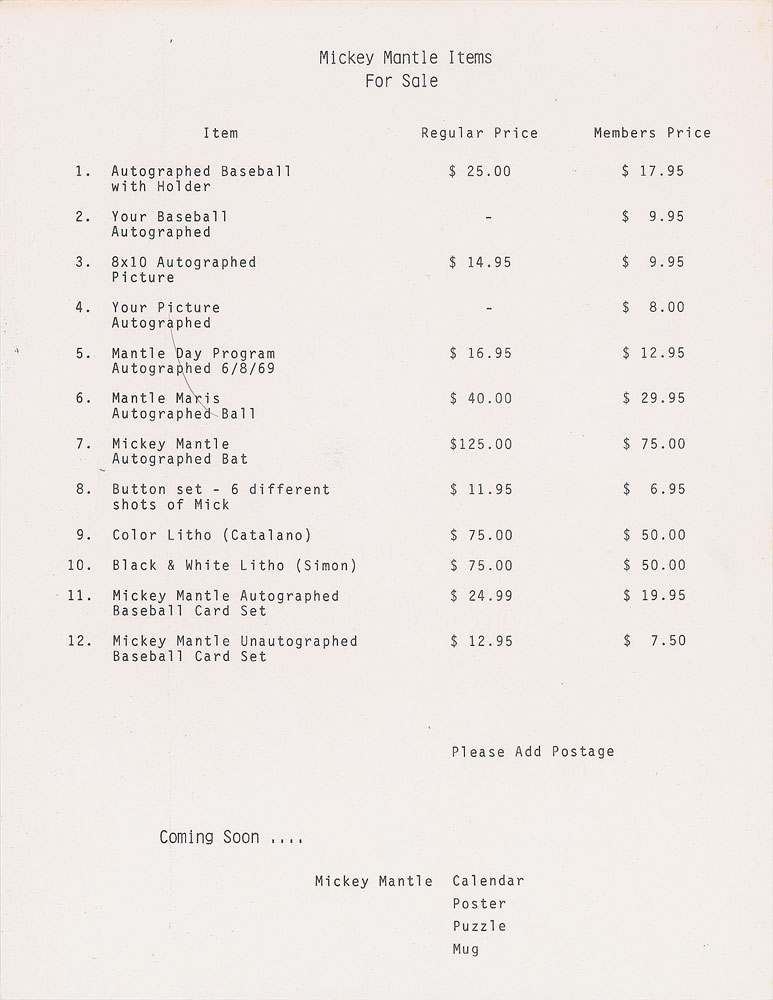 Mickey Mantle Items
For Sale
Item Regular Price Members Price
1. Autographed Baseball $ 25.00 $ 17.95
with Holder
2. Your Baseball - $ 9.95
Autographed
3. 8x10 Autographed $ 14.95 $ 9.95
Picture
4. Your Picture - $ 8.00
Autographed
5. Mantle Day Program $ 16.95 $ 12.95
Autographed 6/8/69
6. Mantle Maris $ 40.00 $ 29.95
Autographed Ball
7. Mickey Mantle $125.00 $ 75.00
Autographed Bat
8. Button set - 6 different $ 11.95 $ 6.95
shots of Mick
9. Color Litho (Catalano) $ 75.00 $ 50.00
10. Black & White Litho (Simon) $ 75.00 $ 50.00
11. Mickey Mantle Autographed $ 24.99 $ 19.95
Baseball Card Set
12. Mickey Mantle Unautographed $ 12.95 $ 7.50
Baseball Card Set
Please Add Postage
Coming Soon ....
Mickey Mantle Calendar
Poster
Puzzle
Mug